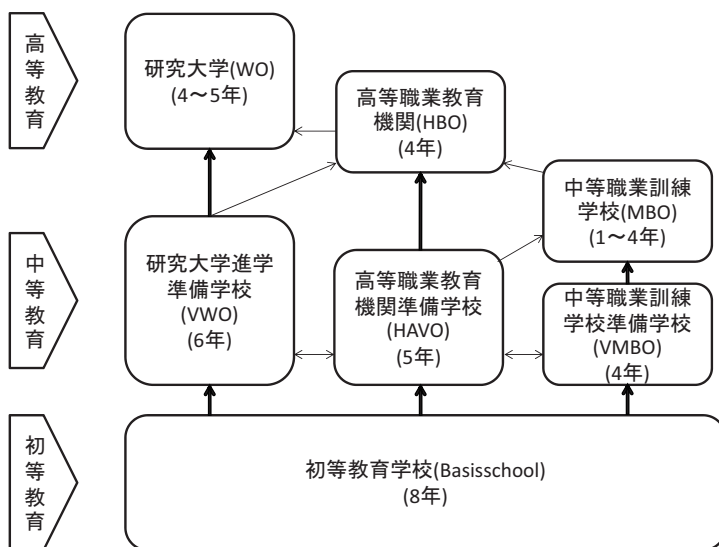 高等教育
研究大学(WO)
(4～5年)
高等職業教育
機関(HBO)
(4年)
中等職業訓練
学校(MBO)
(1～4年)
中等教育
研究大学進学
準備学校
(VWO)
(6年)
高等職業教育
機関準備学校
(HAVO)
(5年)
中等職業訓練
学校準備学校
(VMBO)
(4年)
初等教育
初等教育学校(Basisschool)
(8年)